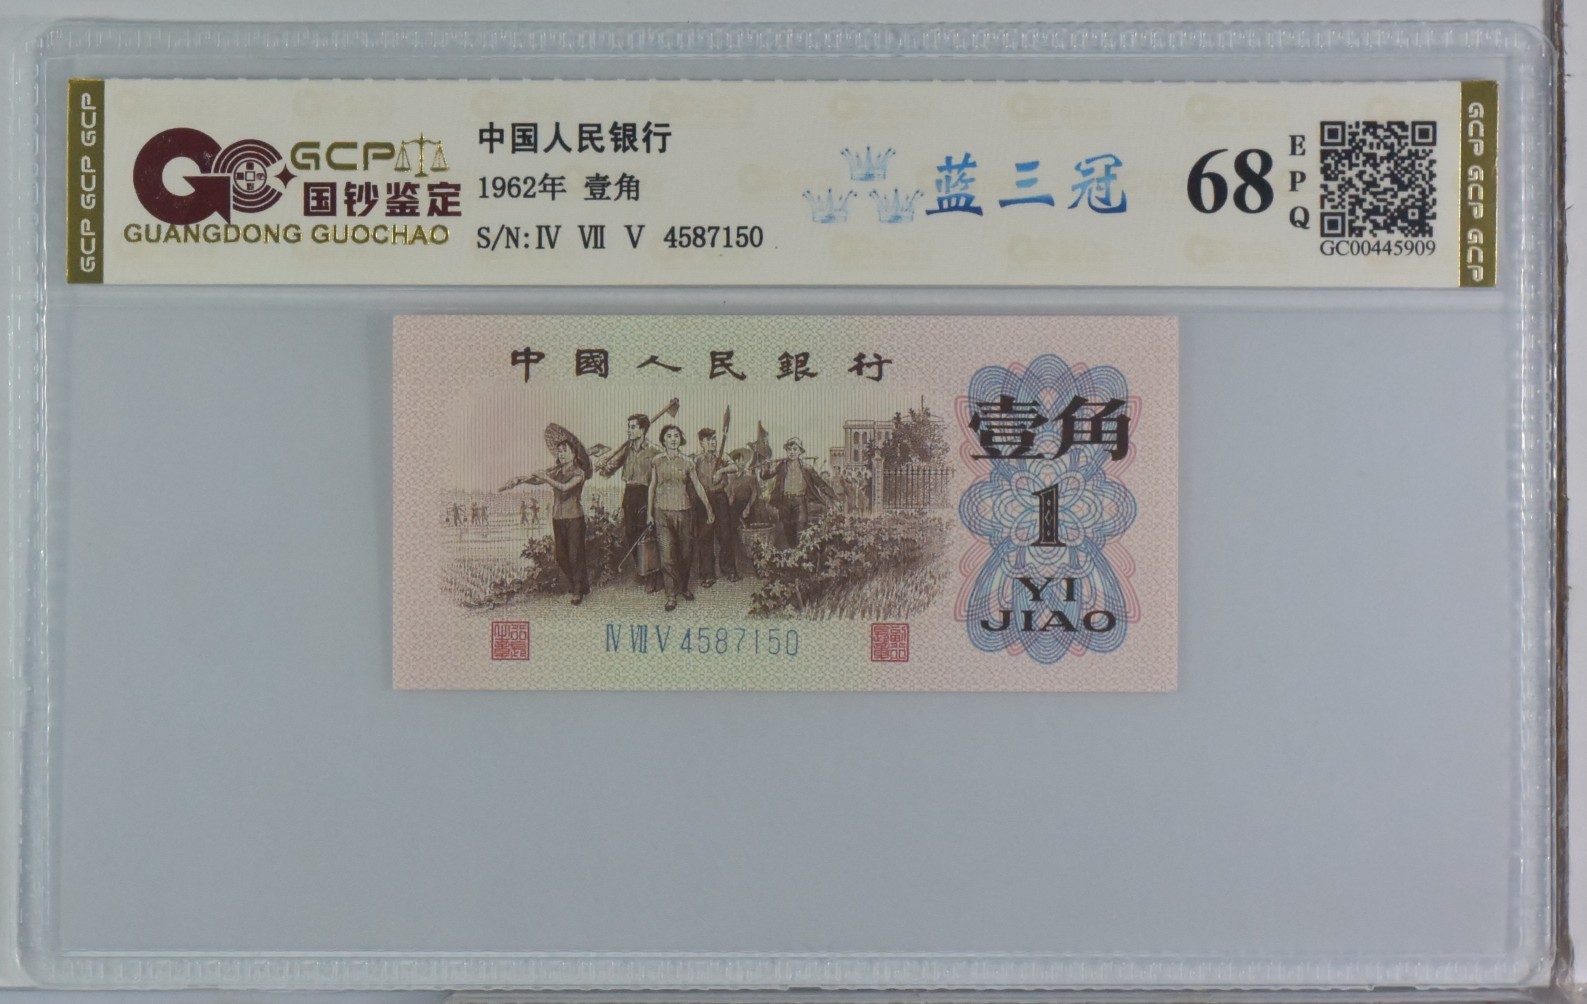 GCP GCP GCP
GCP
国钞鉴定
GUANGDONG GUOCHAO
中国人民银行
1962年 壹角
S/N: IV VII V 4587150
蓝三冠
68
EPQ
GC00445909
GCP GCP GCP
中國人民銀行
壹角
1
YI
JIAO
IV VII V 4587150